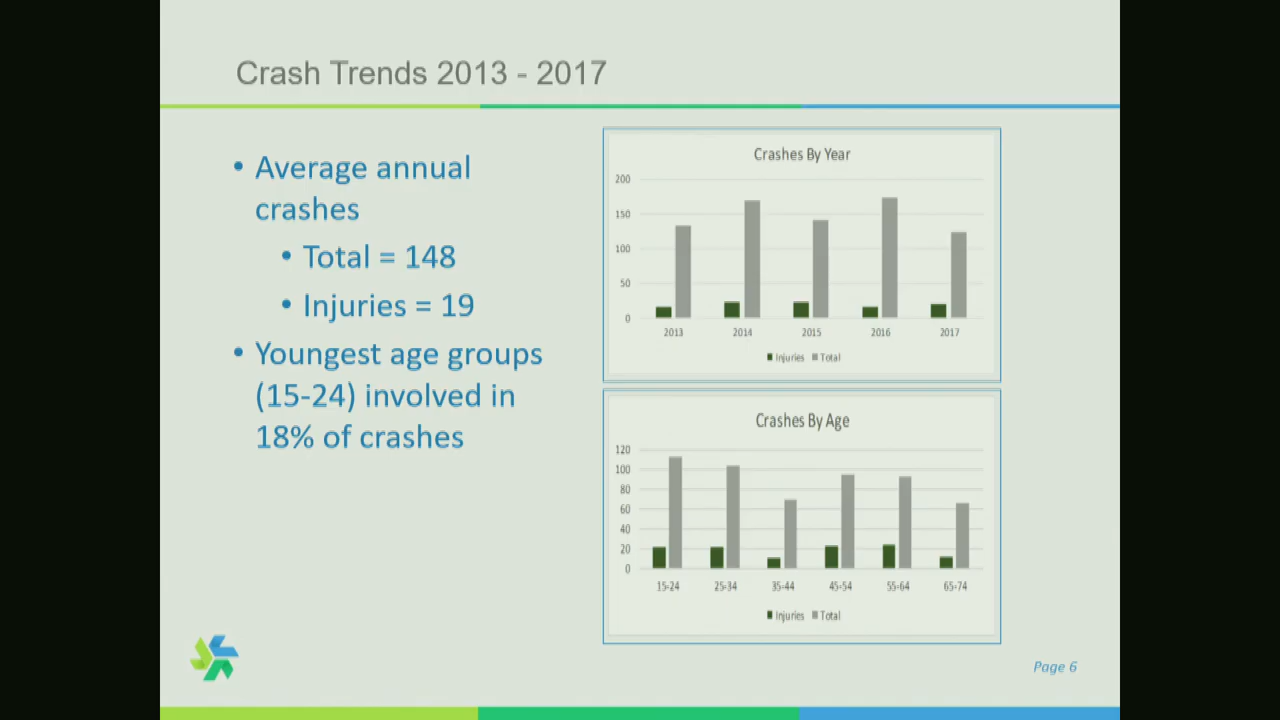 Crash Trends 2013 - 2017
• Average annual
crashes
• Total = 148
• Injuries = 19
• Youngest age groups
(15-24) involved in
18% of crashes
Crashes By Year
200
150
100
50
0
2013 2014 2015 2016 2017
Injuries Total
Crashes By Age
120
100
80
60
40
20
0
15-24 25-34 35-44 45-54 55-64 65-74
Injuries Total
Page 6